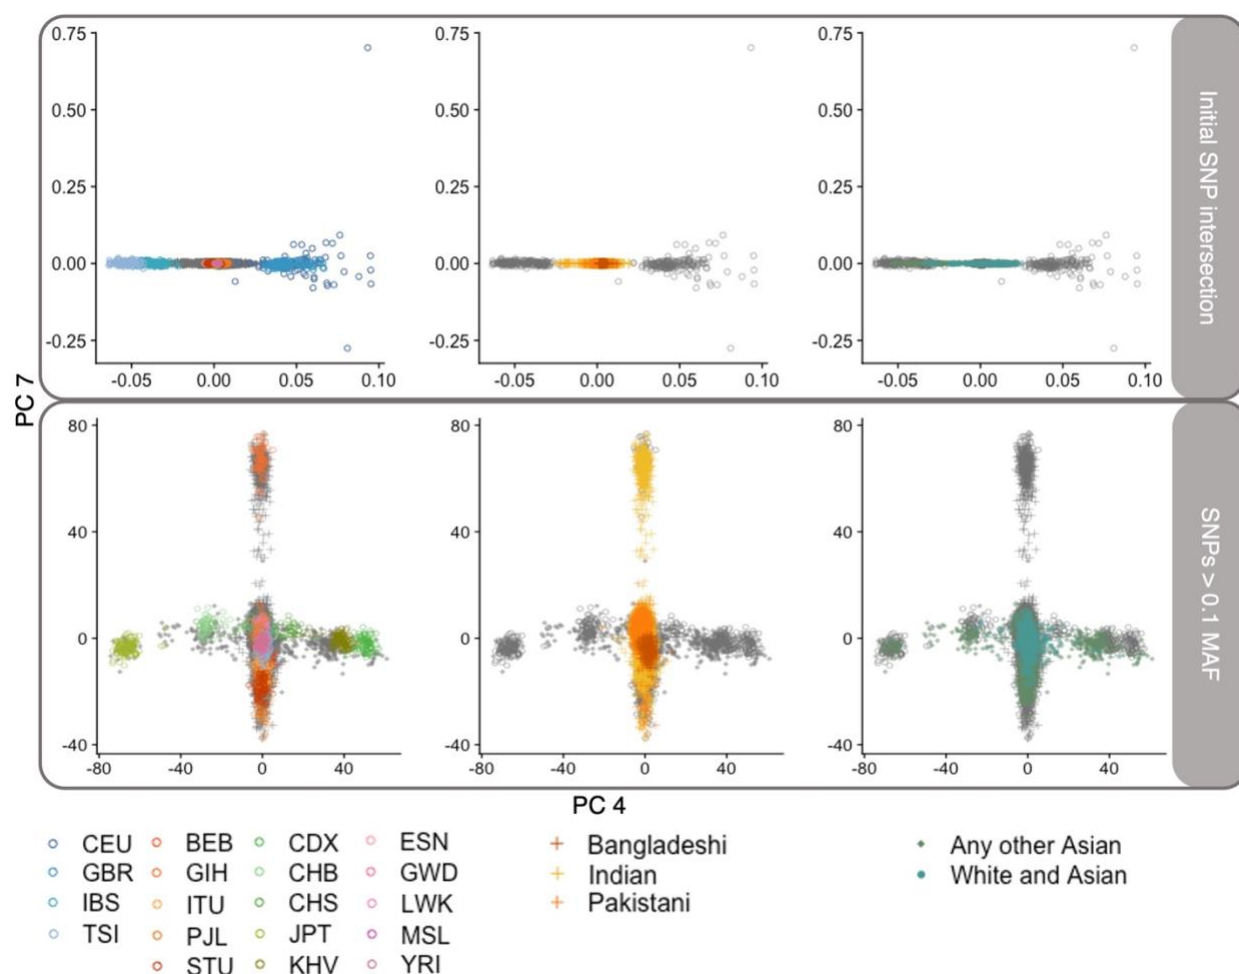 0.75 0.75 0.75
0.50 0.50 0.50
0.25 0.25 0.25
0.00 0.00 0.00
-0.25 -0.25 -0.25
-0.05 0.00 0.05 0.10 -0.05 0.00 0.05 0.10 -0.05 0.00 0.05 0.10
Initial SNP intersection
PC 7
80 80 80
40 40 40
0 0 0
-40 -40 -40
-80 -40 0 40 -80 -40 0 40 -80 -40 0 40
SNPs > 0.1 MAF
PC 4
CEU BEB CDX ESN Bangladeshi Any other Asian
GBR GIH CHB GWD Indian White and Asian
IBS ITU CHS LWK Pakistani
TSI PJL JPT MSL
STU KHV YRI